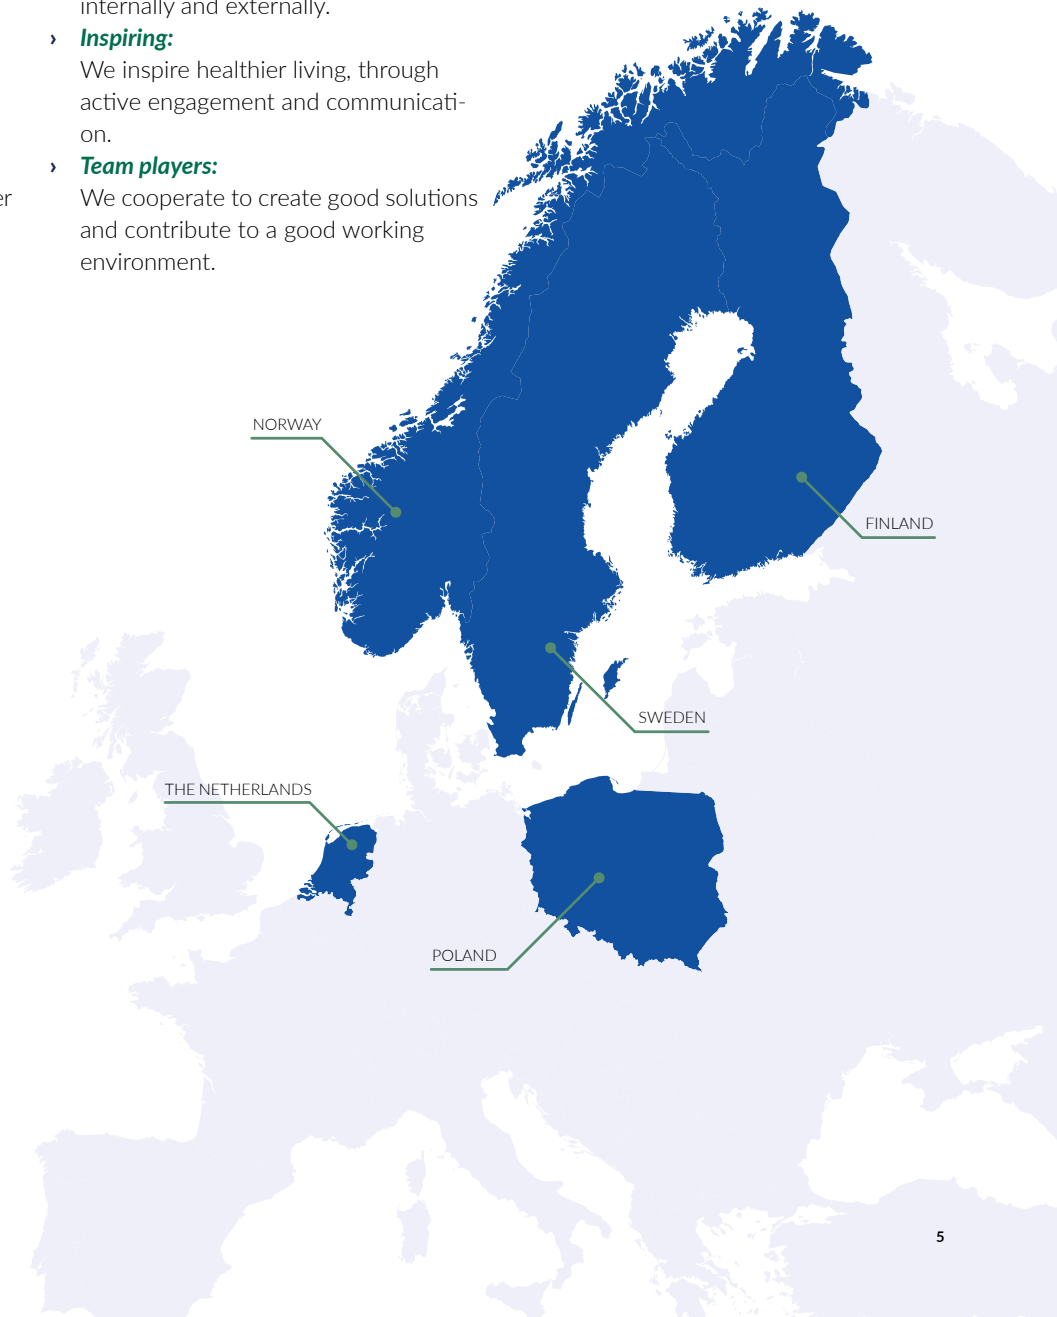 internally and externally.
› Inspiring:
We inspire healthier living, through
active engagement and communicati-
on.
› Team players:
er
We cooperate to create good solutions
and contribute to a good working
environment.
NORWAY
FINLAND
SWEDEN
THE NETHERLANDS
POLAND
5